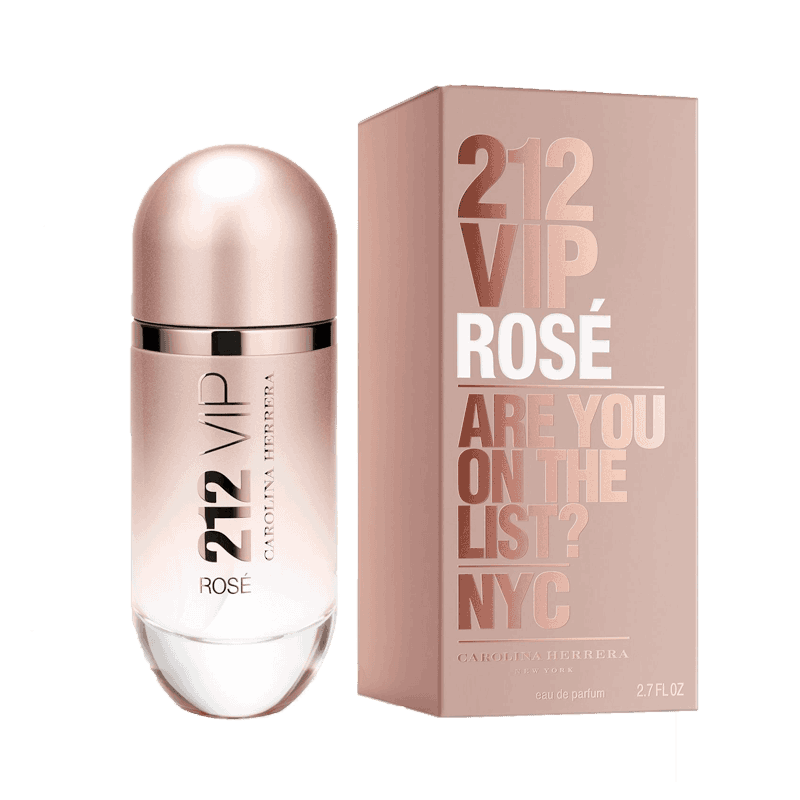 212 VIP
ROSÉ
CAROLINA HERRERA
212
VIP
ROSÉ
ARE YOU
ON THE
LIST?
NYC
CAROLINA HERRERA
NEW YORK
eau de parfum
2.7 FL OZ